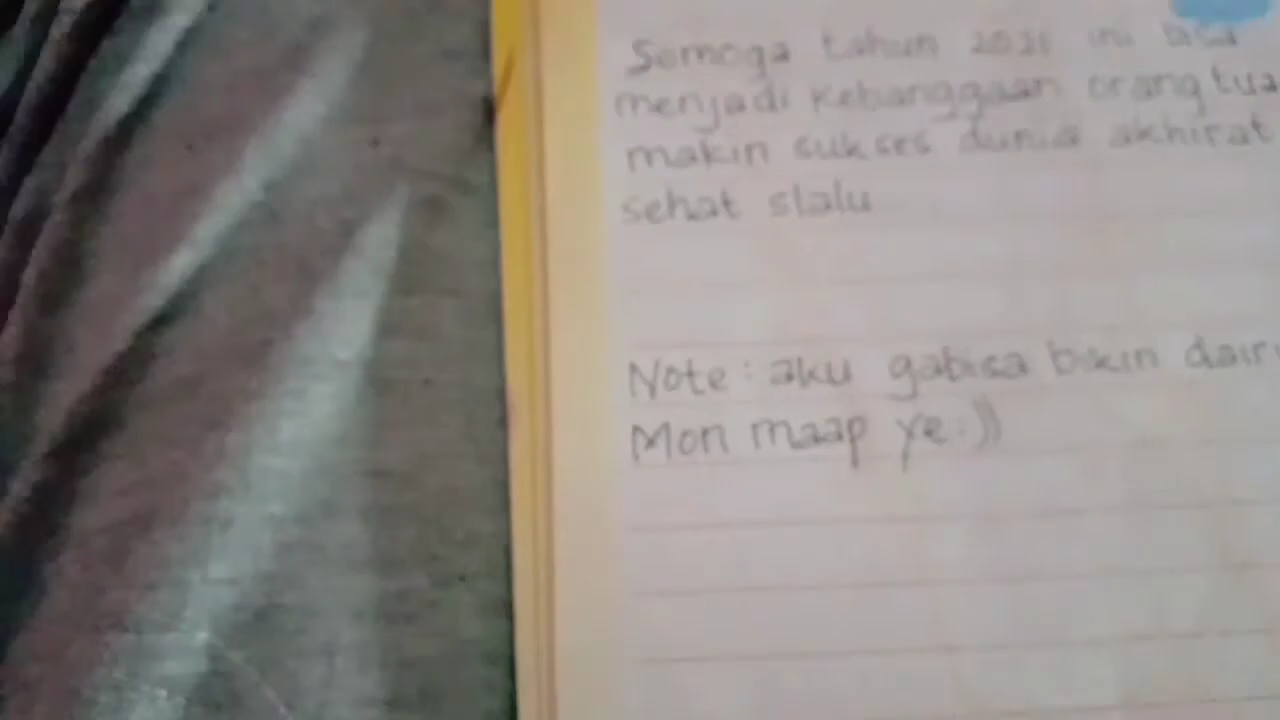 Semoga tahun ini bisa
menjadi kebanggaan orang tua
makin sukses dunia akhirat
sehat slalu
Note : aku gabisa bikin dairi
Mon maap ye :))